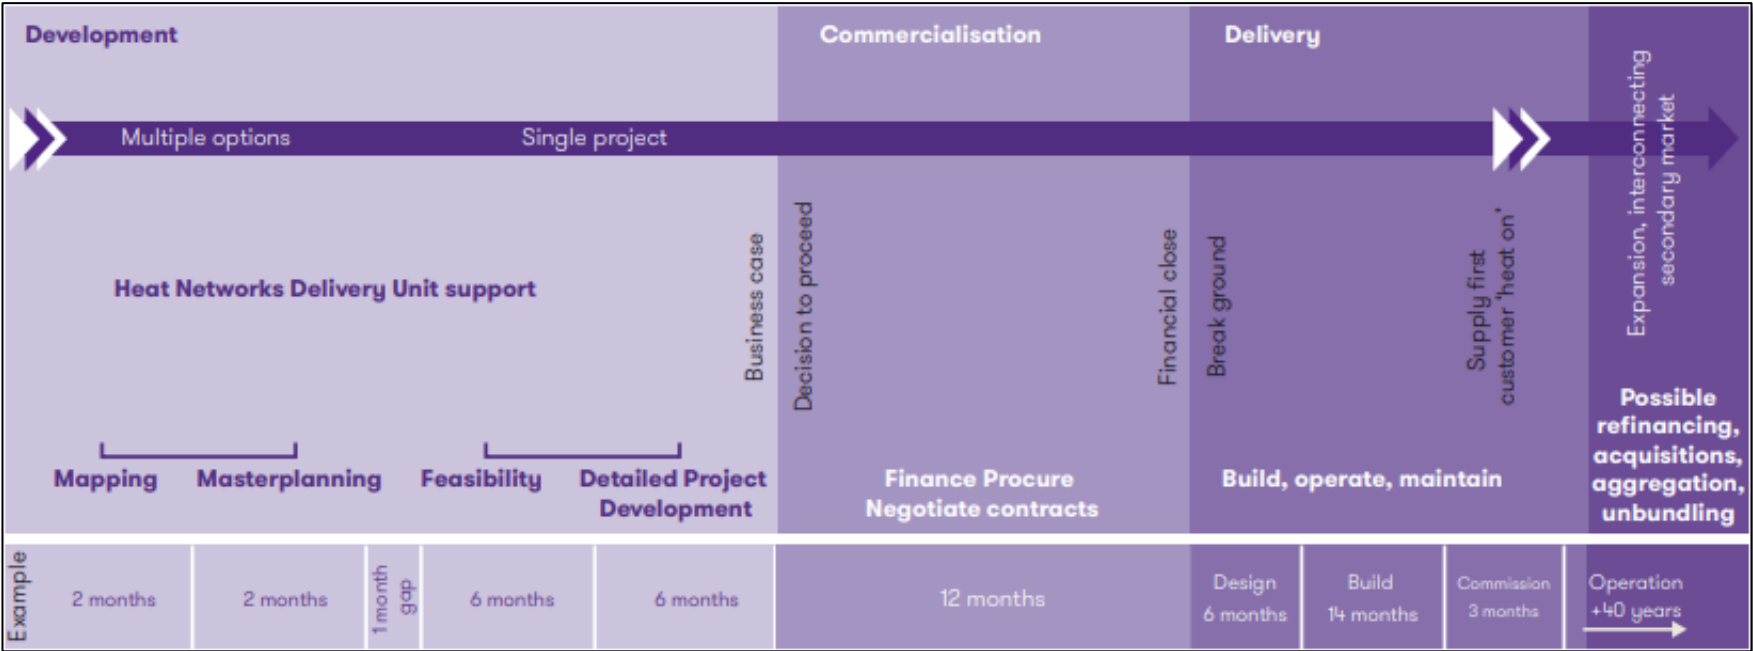 Development
Commercialisation
Delivery
Multiple options
Single project
Heat Networks Delivery Unit support
Business case
Decision to proceed
Financial close
Break ground
Supply first
customer 'heat on'
Expansion, interconnecting
secondary market
Mapping
Masterplanning
Feasibility
Detailed Project
Development
Finance Procure
Negotiate contracts
Build, operate, maintain
Possible
refinancing,
acquisitions,
aggregation,
unbundling
Example
2 months
2 months
1 month
gap
6 months
6 months
12 months
Design
6 months
Build
14 months
Commission
3 months
Operation
+40 years